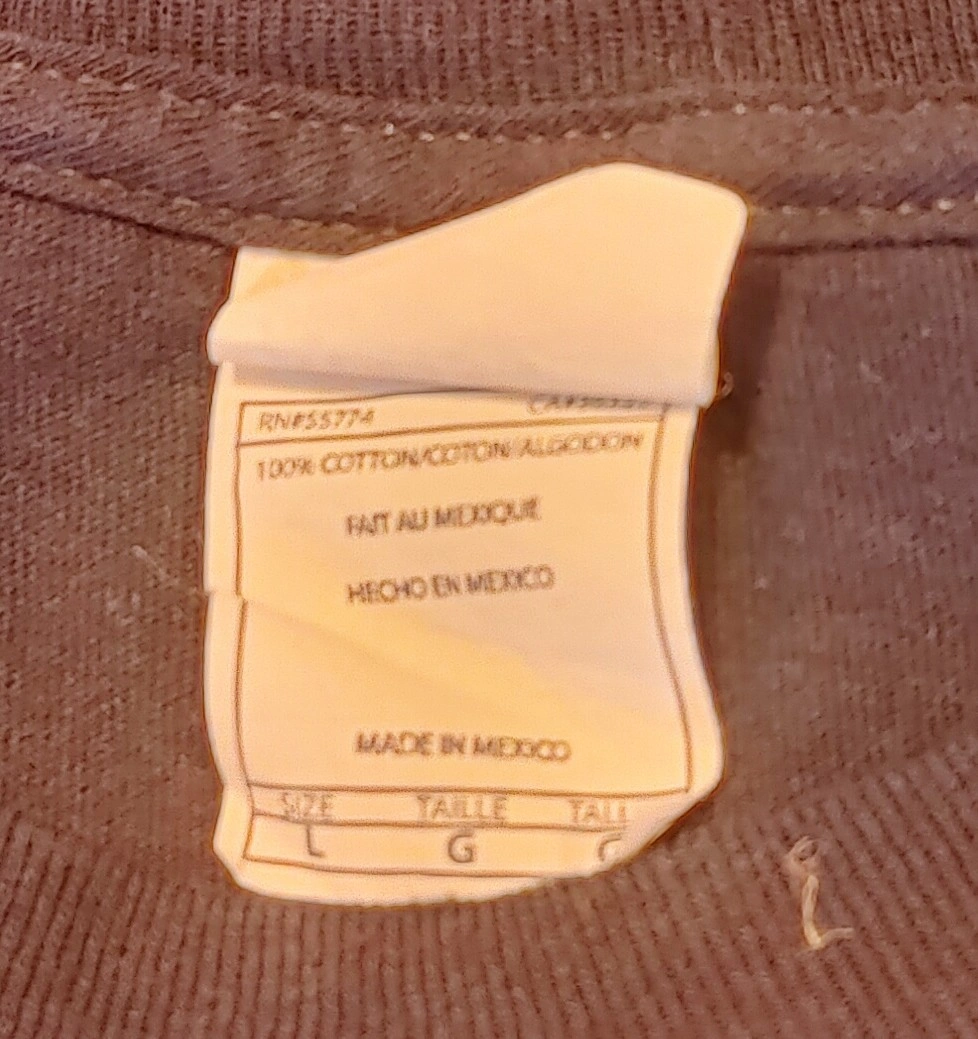 RN#55774
100% COTTON/COTON/ALGODON
FAIT AU MEXIQUE
HECHO EN MEXICO
MADE IN MEXICO
SIZE TAILLE
L G